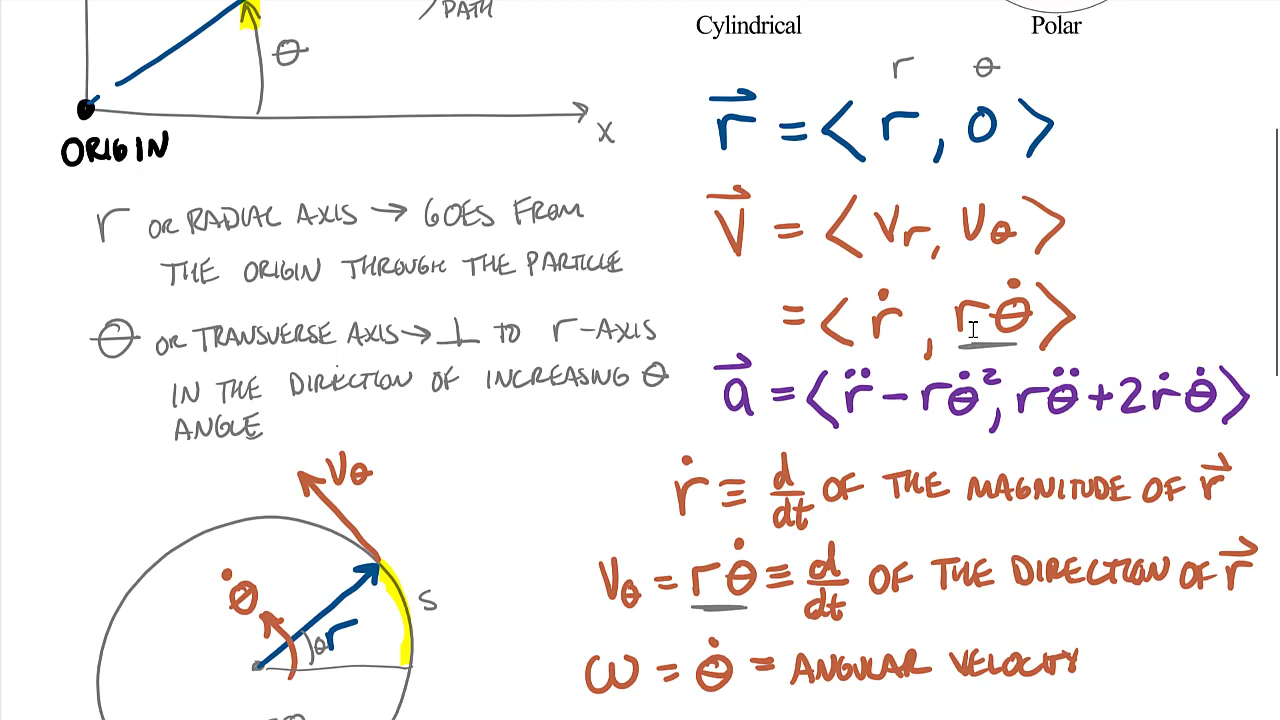 PATH
θ
x
ORIGIN
r OR RADIAL AXIS → GOES FROM
THE ORIGIN THROUGH THE PARTICLE
θ OR TRANSVERSE AXIS → ⊥ TO r-AXIS
IN THE DIRECTION OF INCREASING θ
ANGLE
Vθ
θ̇
θ
r
S
Cylindrical
Polar
r θ
r⃗ = <r, 0>
V⃗ = <Vr, Vθ>
= <ṙ, rθ̇>
a⃗ = <r̈ - rθ̇², rθ̈ + 2ṙθ̇>
ṙ ≡ d/dt OF THE MAGNITUDE OF r⃗
Vθ = rθ̇ ≡ d/dt OF THE DIRECTION OF r⃗
ω = θ̇ = ANGULAR VELOCITY